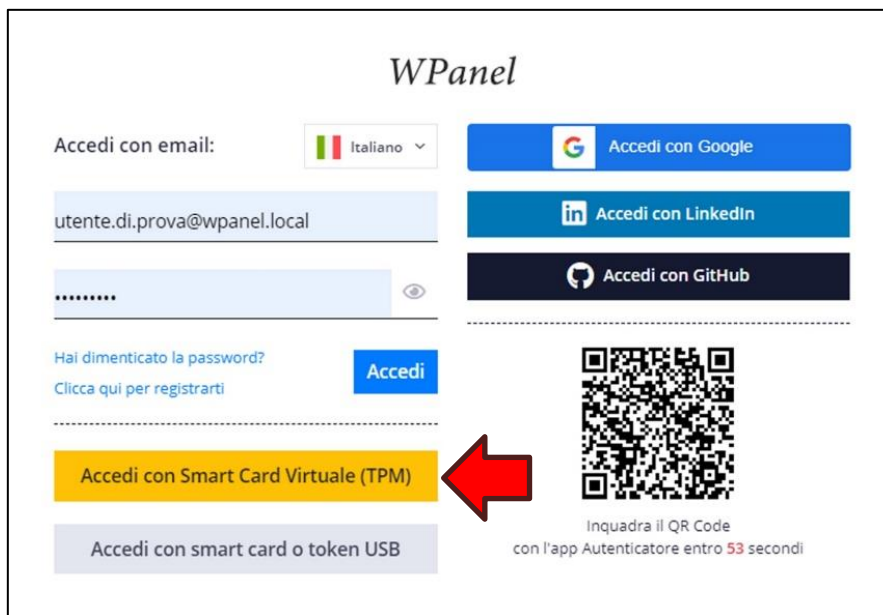 WPanel
Accedi con email:
Italiano
utente.di.prova@wpanel.local
•••••••••
Hai dimenticato la password?
Clicca qui per registrarti
Accedi
Accedi con Smart Card Virtuale (TPM)
Accedi con smart card o token USB
Accedi con Google
in Accedi con LinkedIn
Accedi con GitHub
Inquadra il QR Code
con l'app Autenticatore entro 53 secondi